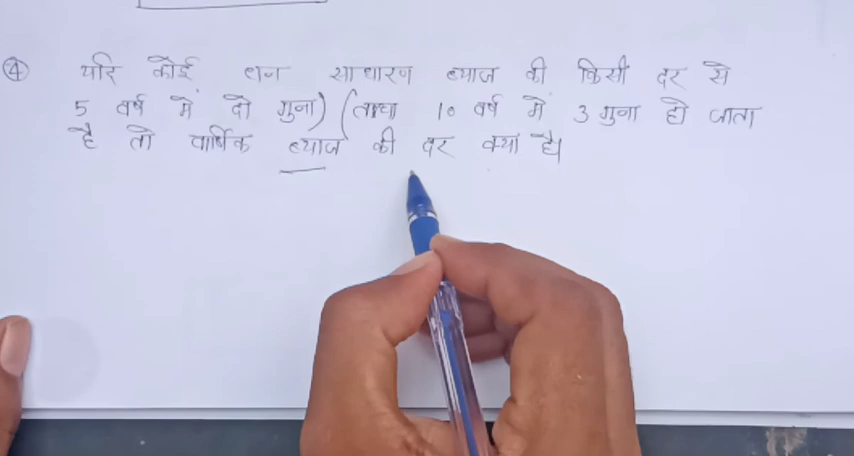 ④ यदि कोई धन साधारण ब्याज की किसी दर से
5 वर्ष में दो गुना) (तथा 10 वर्ष में 3 गुना हो जाता
है तो वार्षिक ब्याज की दर क्या है।